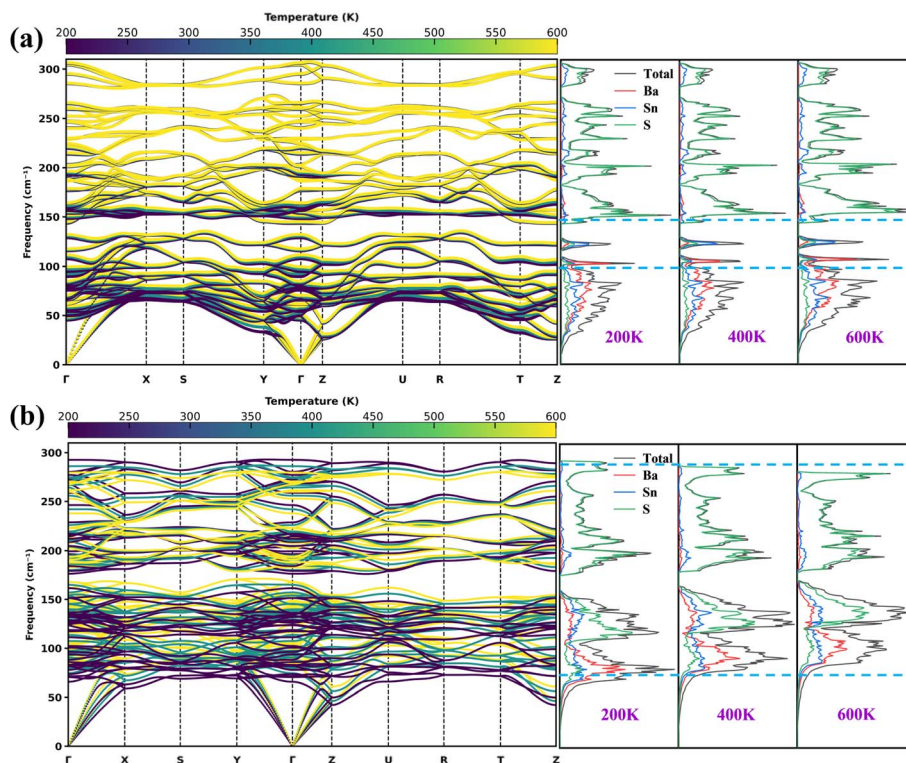 (a)
Temperature (K)
200 250 300 350 400 450 500 550 600
Frequency (cm⁻¹)
300
250
200
150
100
50
0
Γ X S Y Γ Z U R T Z
Total
Ba
Sn
S
200K 400K 600K
(b)
Temperature (K)
200 250 300 350 400 450 500 550 600
Frequency (cm⁻¹)
300
250
200
150
100
50
0
Γ X S Y Γ Z U R T Z
Total
Ba
Sn
S
200K 400K 600K